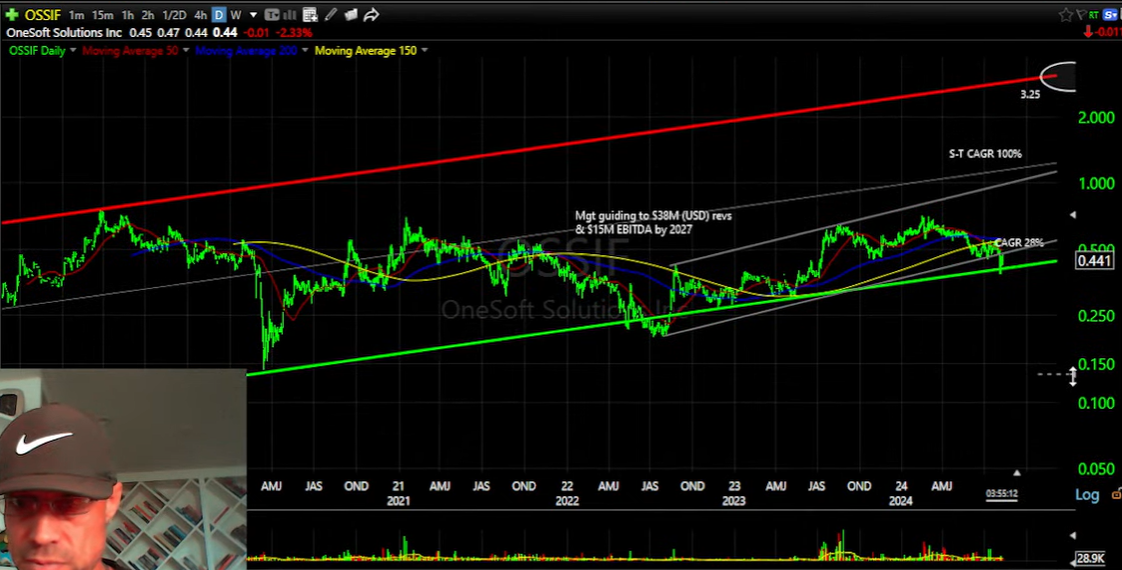 OSSIF 1m 15m 1h 2h 1/2D 4h D W RT S
OneSoft Solutions Inc 0.45 0.47 0.44 0.44 -0.01 -2.33% -0.01
OSSIF Daily Moving Average 50 Moving Average 200 Moving Average 150
3.25
2.000
S-T CAGR 100%
1.000
Mgt guiding to $38M (USD) revs
& $15M EBITDA by 2027
OSSIF
CAGR 28%
0.500
0.441
OneSoft Solutions Inc
0.250
0.150
0.100
0.050
AMJ JAS OND 21 AMJ JAS OND 22 AMJ JAS OND 23 AMJ JAS OND 24 AMJ
2021 2022 2023 2024
03:55:12
Log
28.9K